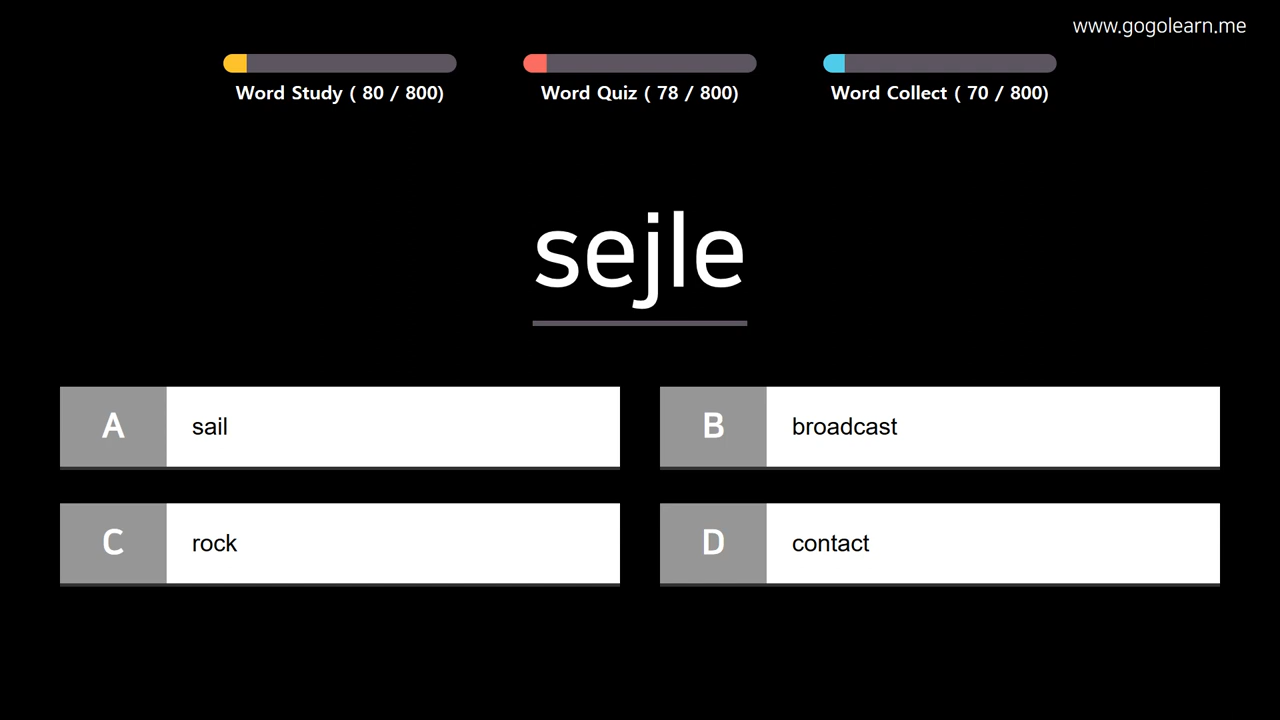 www.gogolearn.me
Word Study ( 80 / 800)
Word Quiz ( 78 / 800)
Word Collect ( 70 / 800)
sejle
A
sail
B
broadcast
C
rock
D
contact